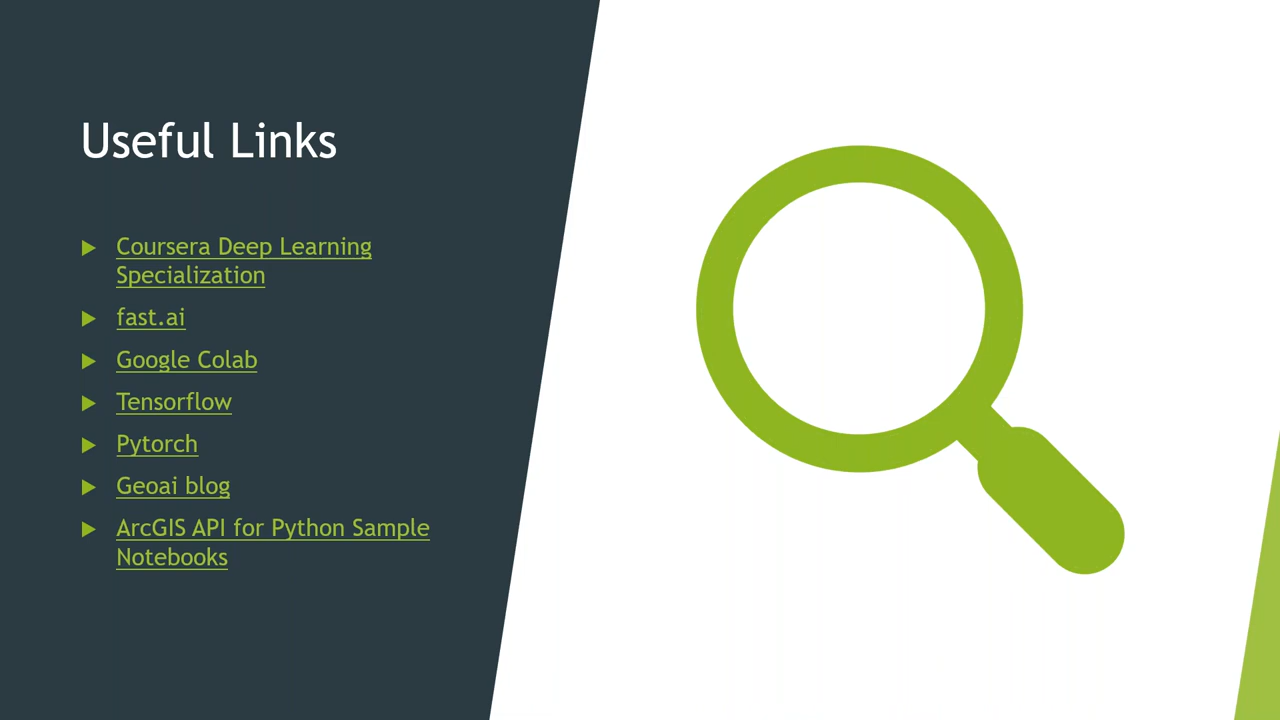 Useful Links
Coursera Deep Learning
Specialization
fast.ai
Google Colab
Tensorflow
Pytorch
Geoai blog
ArcGIS API for Python Sample
Notebooks